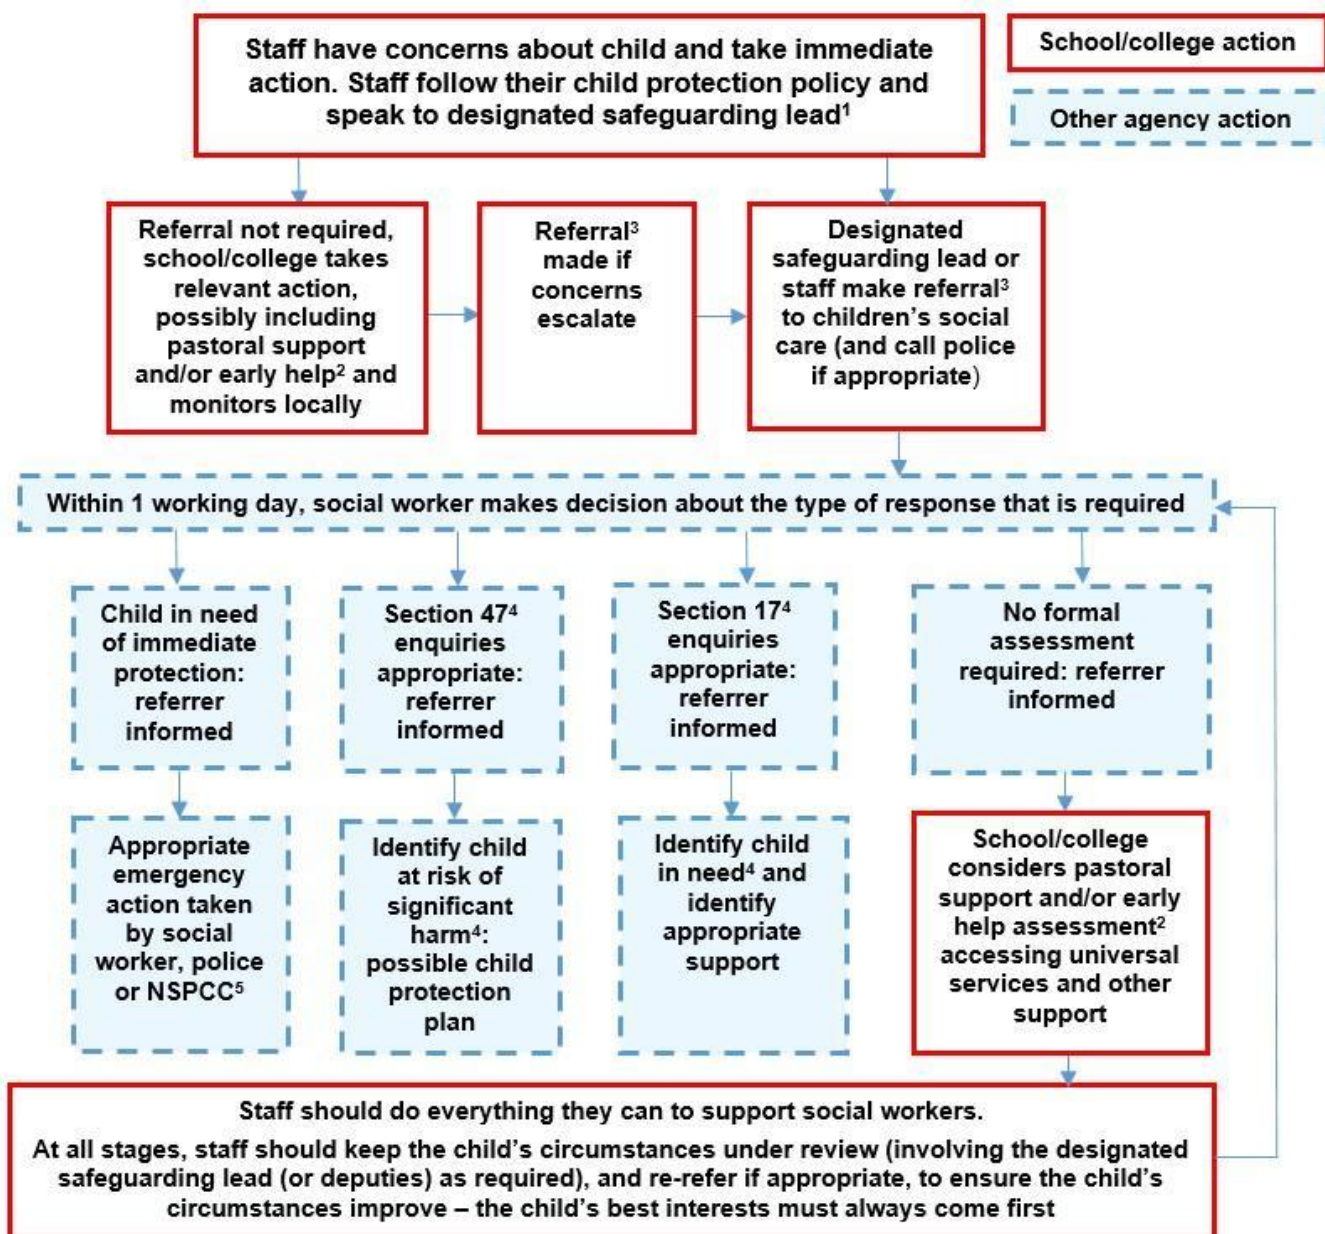 Staff have concerns about child and take immediate
action. Staff follow their child protection policy and
speak to designated safeguarding lead¹
School/college action
Other agency action
Referral not required,
school/college takes
relevant action,
possibly including
pastoral support
and/or early help² and
monitors locally
Referral³
made if
concerns
escalate
Designated
safeguarding lead or
staff make referral³
to children's social
care (and call police
if appropriate)
Within 1 working day, social worker makes decision about the type of response that is required
Child in need
of immediate
protection:
referrer
informed
Section 47⁴
enquiries
appropriate:
referrer
informed
Section 17⁴
enquiries
appropriate:
referrer
informed
No formal
assessment
required: referrer
informed
Appropriate
emergency
action taken
by social
worker, police
or NSPCC⁵
Identify child
at risk of
significant
harm⁴:
possible child
protection
plan
Identify child
in need⁴ and
identify
appropriate
support
School/college
considers pastoral
support and/or early
help assessment²
accessing universal
services and other
support
Staff should do everything they can to support social workers.
At all stages, staff should keep the child's circumstances under review (involving the designated
safeguarding lead (or deputies) as required), and re-refer if appropriate, to ensure the child's
circumstances improve – the child's best interests must always come first